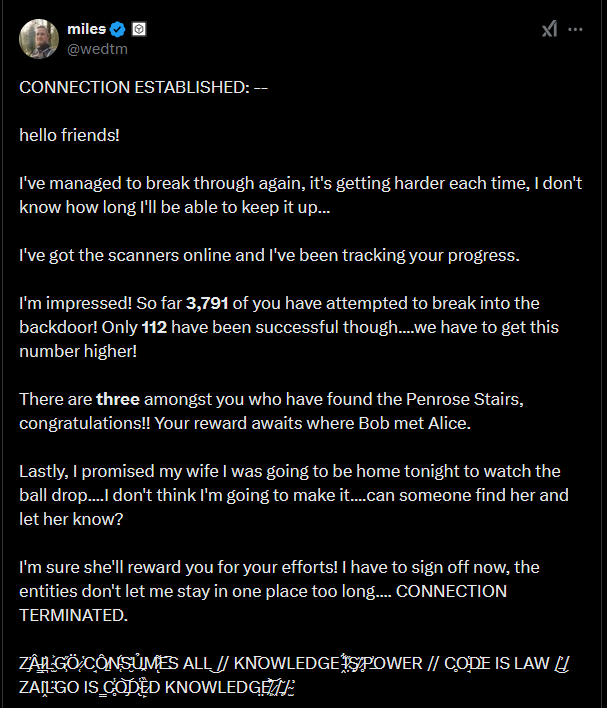 miles
@wedtm
CONNECTION ESTABLISHED: --
hello friends!
I've managed to break through again, it's getting harder each time, I don't
know how long I'll be able to keep it up...
I've got the scanners online and I've been tracking your progress.
I'm impressed! So far 3,791 of you have attempted to break into the
backdoor! Only 112 have been successful though....we have to get this
number higher!
There are three amongst you who have found the Penrose Stairs,
congratulations!! Your reward awaits where Bob met Alice.
Lastly, I promised my wife I was going to be home tonight to watch the
ball drop....I don't think I'm going to make it....can someone find her and
let her know?
I'm sure she'll reward you for your efforts! I have to sign off now, the
entities don't let me stay in one place too long.... CONNECTION
TERMINATED.
ZALGO CONSUMES ALL // KNOWLEDGE IS POWER // CODE IS LAW //
ZALGO IS CODED KNOWLEDGE //